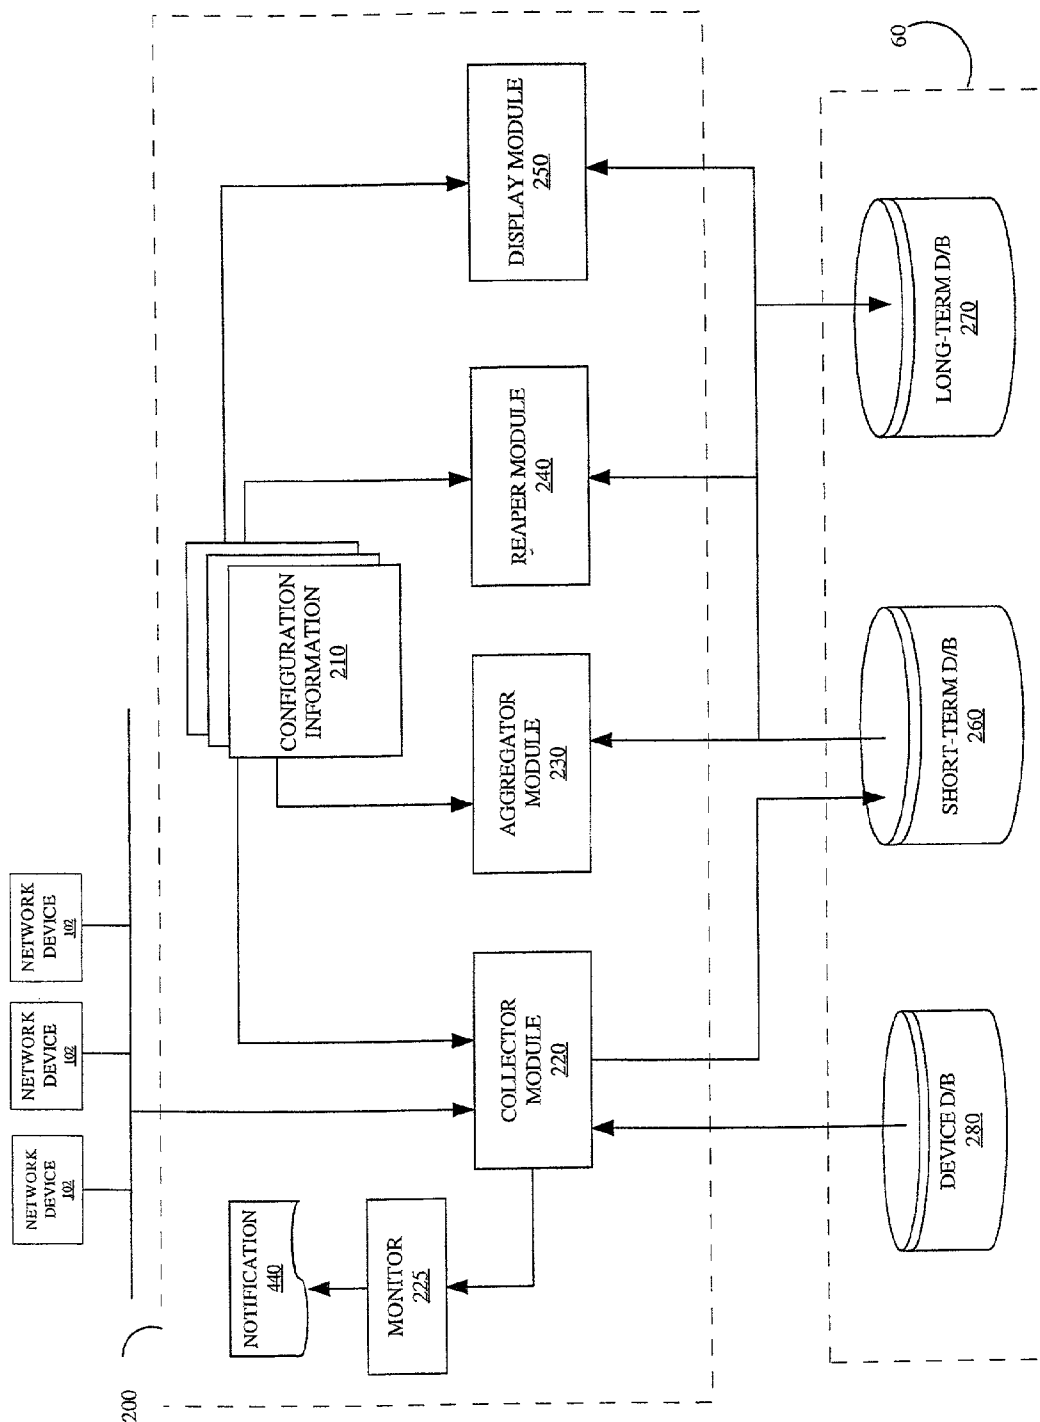 200
NETWORK
DEVICE
102
NETWORK
DEVICE
102
NETWORK
DEVICE
102
NOTIFICATION
440
MONITOR
225
CONFIGURATION
INFORMATION
210
COLLECTOR
MODULE
220
AGGREGATOR
MODULE
230
REAPER MODULE
240
DISPLAY MODULE
250
60
DEVICE D/B
280
SHORT-TERM D/B
260
LONG-TERM D/B
270